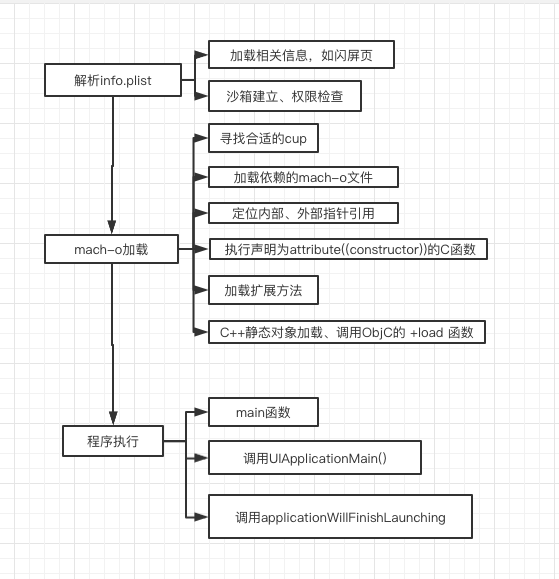 解析info.plist
加载相关信息，如闪屏页
沙箱建立、权限检查
mach-o加载
寻找合适的cup
加载依赖的mach-o文件
定位内部、外部指针引用
执行声明为attribute((constructor))的C函数
加载扩展方法
C++静态对象加载、调用ObjC的 +load 函数
程序执行
main函数
调用UIApplicationMain()
调用applicationWillFinishLaunching